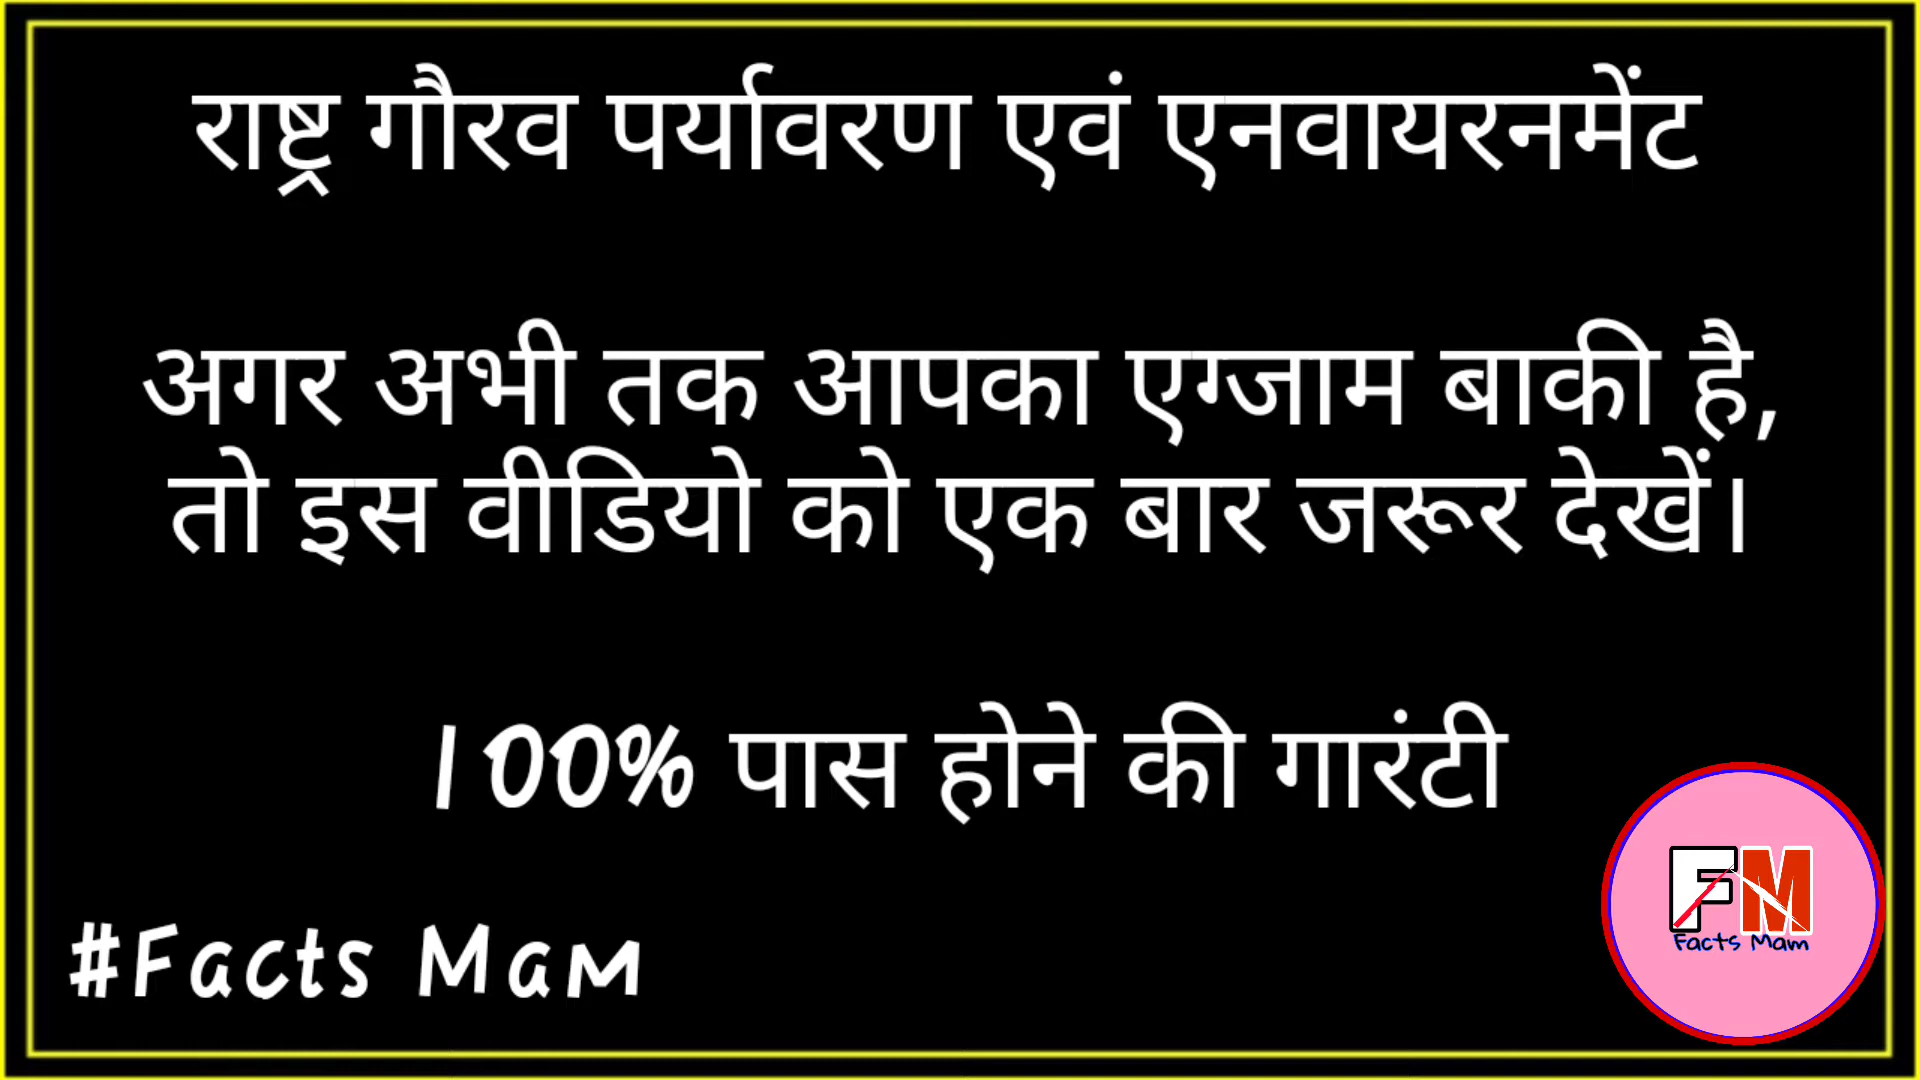 राष्ट्र गौरव पर्यावरण एवं एनवायरनमेंट
अगर अभी तक आपका एग्जाम बाकी है,
तो इस वीडियो को एक बार जरूर देखें।
100% पास होने की गारंटी
#Facts Mam
FM
Facts Mam